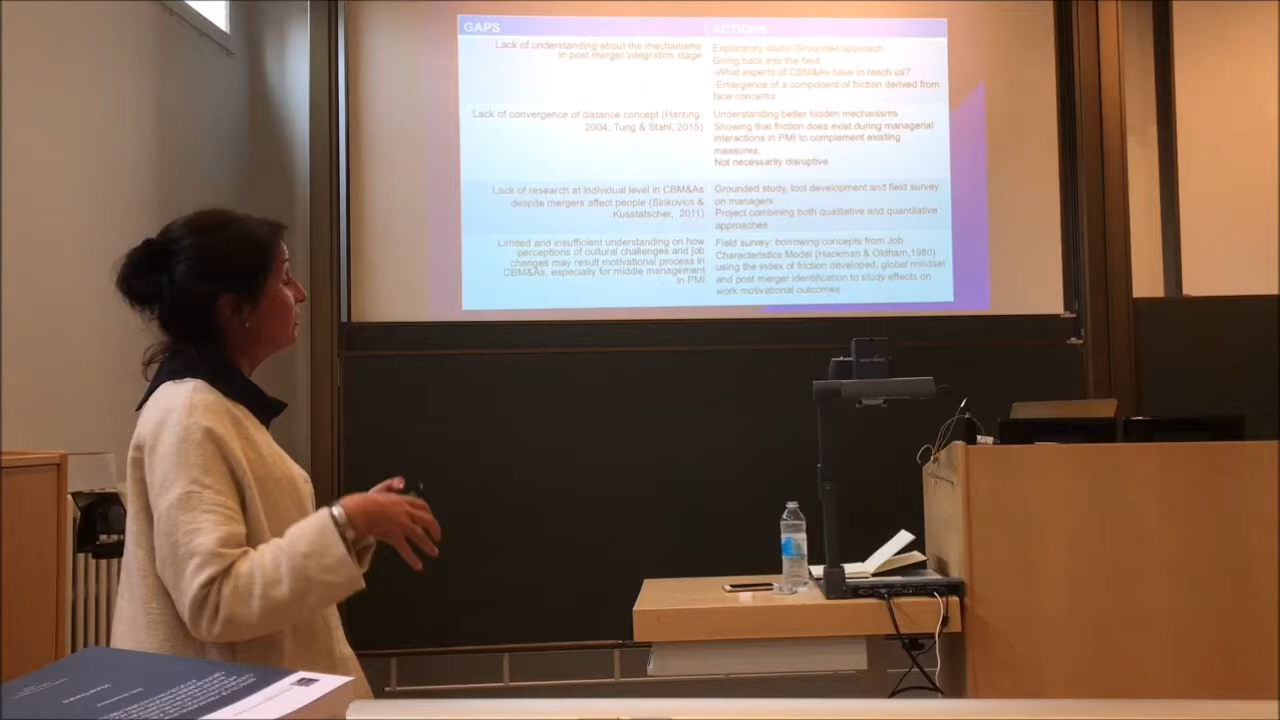 GAPS
ACTIONS
Lack of understanding about the mechanisms
in post merger integration stage
Exploratory study: Grounded approach
Going back into the field
-What experts of CBM&As have to teach us?
-Emergence of a component of friction derived from
face concerns
Lack of convergence of distance concept (Harzing
2004; Tung & Stahl, 2015)
Understanding better hidden mechanisms
Showing that friction does exist during managerial
interactions in PMI to complement existing
measures,
Not necessarily disruptive
Lack of research at individual level in CBM&As
despite mergers affect people (Sinkovics &
Kusstatscher, 2011)
Grounded study, tool development and field survey
on managers
Project combining both qualitative and quantitative
approaches
Limited and insufficient understanding on how
perceptions of cultural challenges and job
changes may result motivational process in
CBM&As, especially for middle management
in PMI
Field survey: borrowing concepts from Job
Characteristics Model (Hackman & Oldham,1980)
using the index of friction developed, global mindset
and post merger identification to study effects on
work motivational outcomes